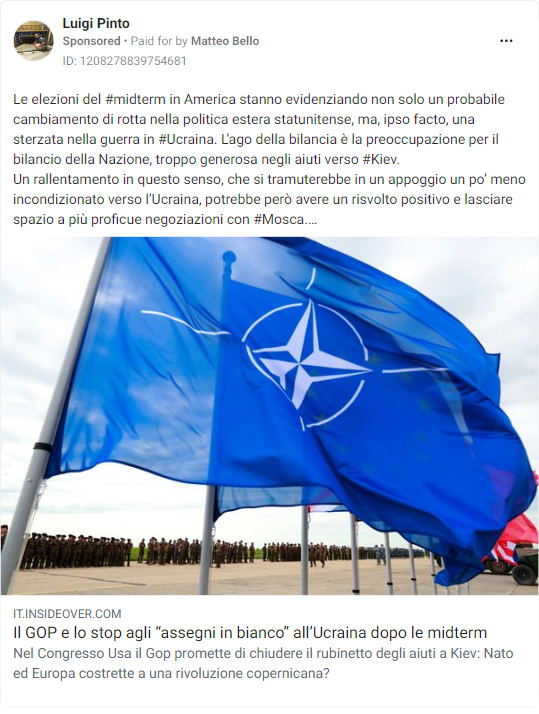 Luigi Pinto
Sponsored • Paid for by Matteo Bello
ID: 1208278839754681
Le elezioni del #midterm in America stanno evidenziando non solo un probabile
cambiamento di rotta nella politica estera statunitense, ma, ipso facto, una
sterzata nella guerra in #Ucraina. L’ago della bilancia è la preoccupazione per il
bilancio della Nazione, troppo generosa negli aiuti verso #Kiev.
Un rallentamento in questo senso, che si tramuterebbe in un appoggio un po’ meno
incondizionato verso l’Ucraina, potrebbe però avere un risvolto positivo e lasciare
spazio a più proficue negoziazioni con #Mosca.…
IT.INSIDEOVER.COM
Il GOP e lo stop agli “assegni in bianco” all’Ucraina dopo le midterm
Nel Congresso Usa il Gop promette di chiudere il rubinetto degli aiuti a Kiev: Nato
ed Europa costrette a una rivoluzione copernicana?